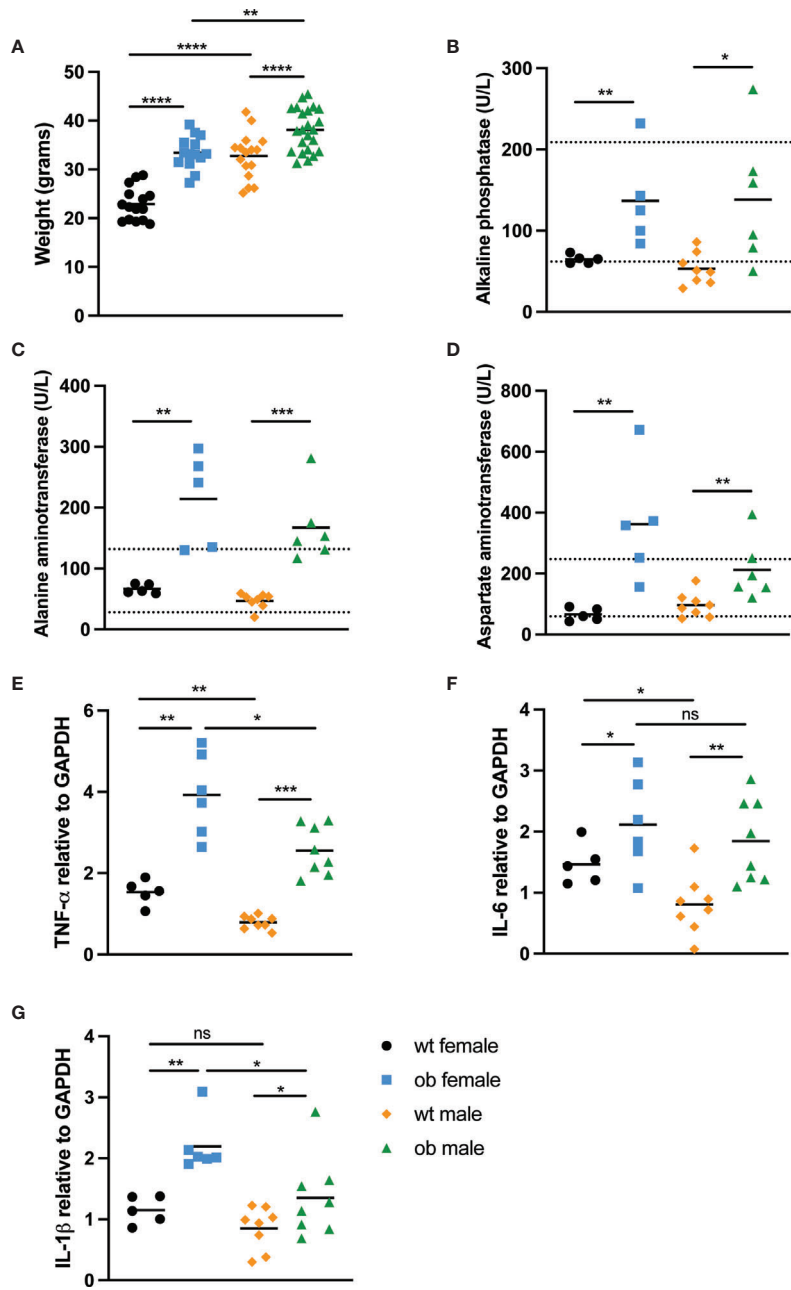 A
**
****
****
****
Weight (grams)
50
40
30
20
10
0
B
*
**
Alkaline phosphatase (U/L)
300
200
100
0
C
**
***
Alanine aminotransferase (U/L)
400
300
200
100
0
D
**
**
Aspartate aminotransferase (U/L)
800
600
400
200
0
E
**
**
*
***
TNF-α relative to GAPDH
6
4
2
0
F
*
ns
*
**
IL-6 relative to GAPDH
4
3
2
1
0
G
ns
**
*
*
IL-1β relative to GAPDH
4
3
2
1
0
wt female
ob female
wt male
ob male